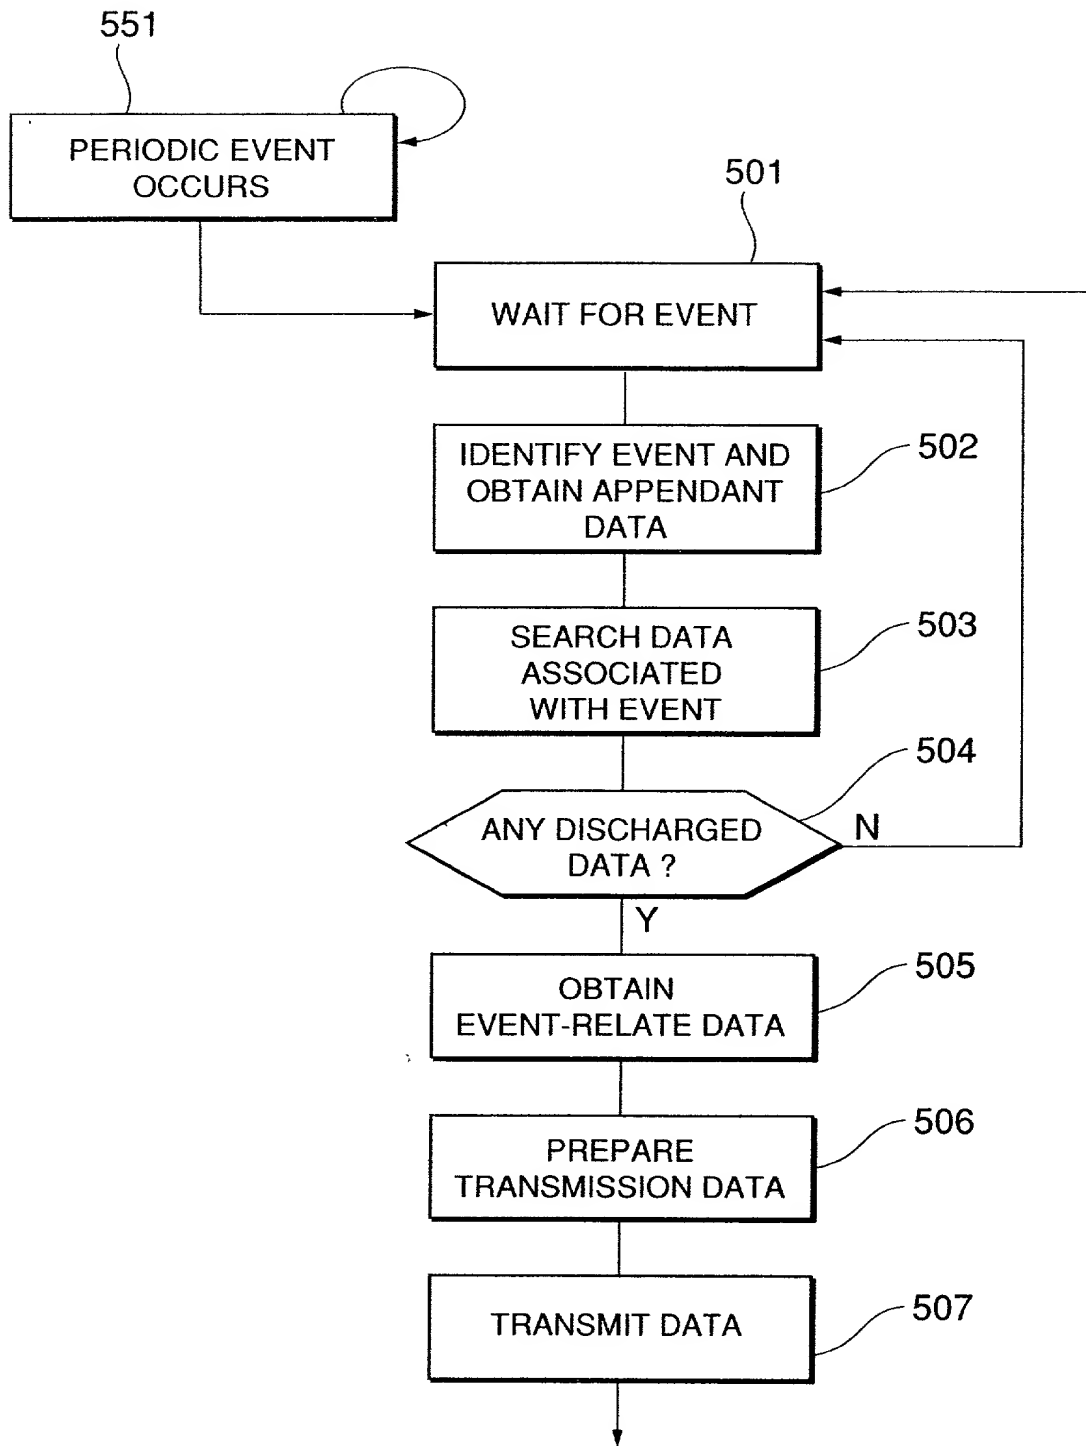 551
PERIODIC EVENT
OCCURS
501
WAIT FOR EVENT
IDENTIFY EVENT AND
OBTAIN APPENDANT
DATA
502
SEARCH DATA
ASSOCIATED
WITH EVENT
503
504
ANY DISCHARGED
DATA ?
N
Y
OBTAIN
EVENT-RELATE DATA
505
PREPARE
TRANSMISSION DATA
506
TRANSMIT DATA
507